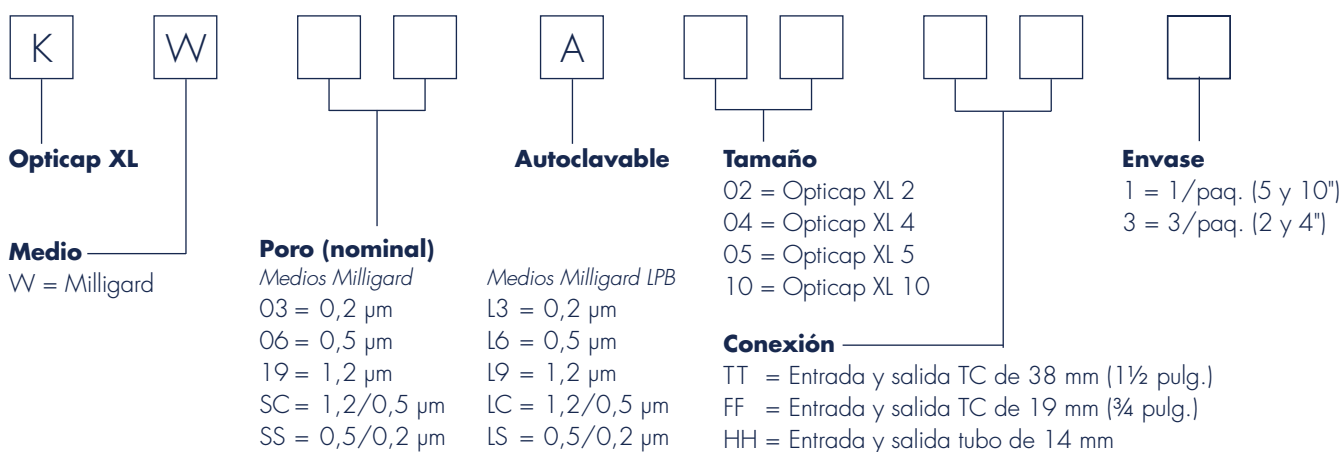 K W A
Opticap XL
Medio
W = Milligard
Poro (nominal)
Medios Milligard
03 = 0,2 µm
06 = 0,5 µm
19 = 1,2 µm
SC = 1,2/0,5 µm
SS = 0,5/0,2 µm
Medios Milligard LPB
L3 = 0,2 µm
L6 = 0,5 µm
L9 = 1,2 µm
LC = 1,2/0,5 µm
LS = 0,5/0,2 µm
Autoclavable
Tamaño
02 = Opticap XL 2
04 = Opticap XL 4
05 = Opticap XL 5
10 = Opticap XL 10
Conexión
TT = Entrada y salida TC de 38 mm (1½ pulg.)
FF = Entrada y salida TC de 19 mm (¾ pulg.)
HH = Entrada y salida tubo de 14 mm
Envase
1 = 1/paq. (5 y 10")
3 = 3/paq. (2 y 4")